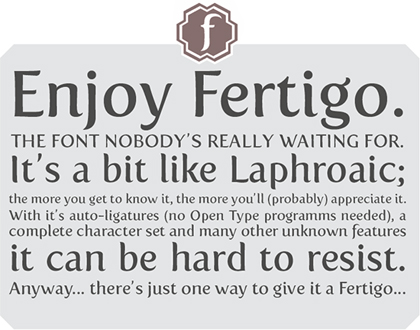 f
Enjoy Fertigo.
THE FONT NOBODY'S REALLY WAITING FOR.
It's a bit like Laphroaic;
the more you get to know it, the more you'll (probably) appreciate it.
With it's auto-ligatures (no Open Type programms needed), a
complete character set and many other unknown features
it can be hard to resist.
Anyway... there's just one way to give it a Fertigo...